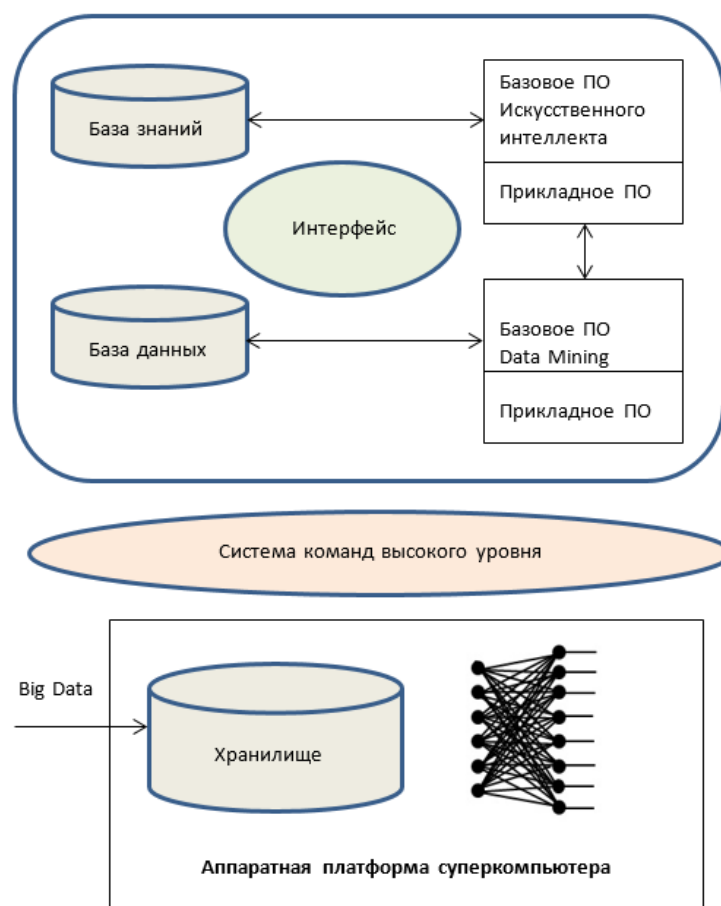 База знаний
Базовое ПО
Искусственного
интеллекта
Прикладное ПО
Интерфейс
База данных
Базовое ПО
Data Mining
Прикладное ПО
Система команд высокого уровня
Big Data
Хранилище
Аппаратная платформа суперкомпьютера